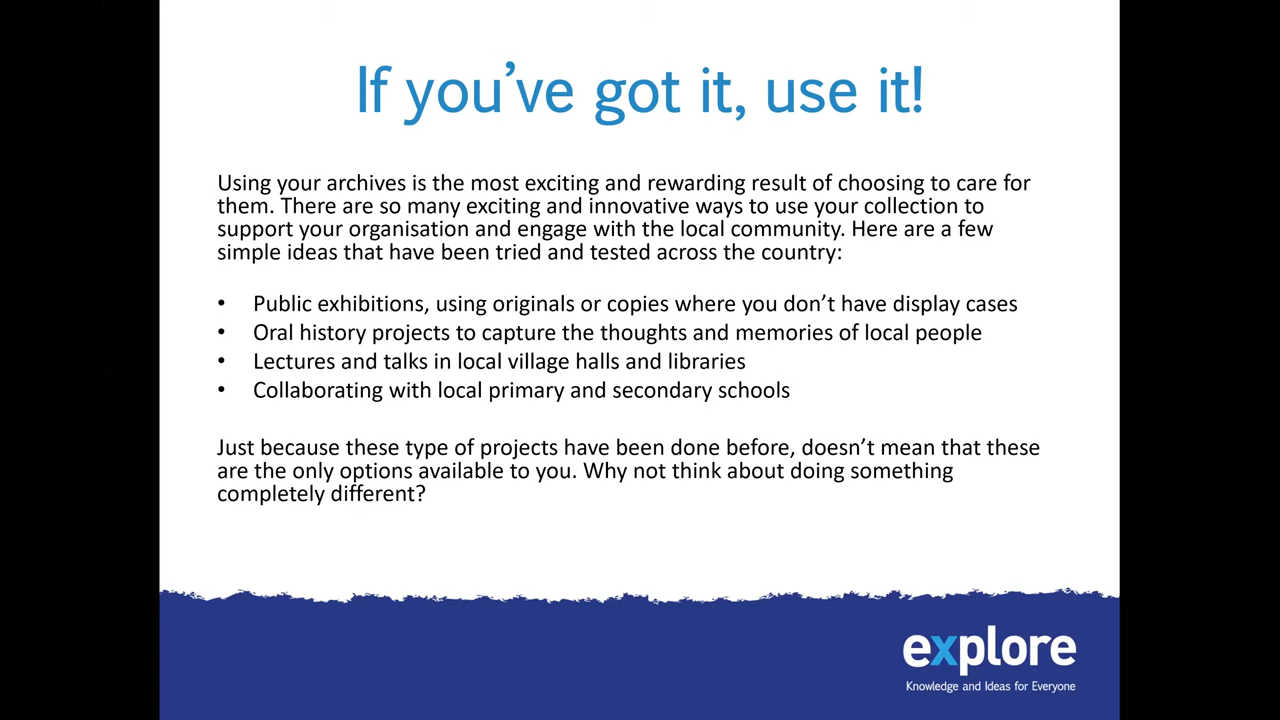 If you’ve got it, use it!
Using your archives is the most exciting and rewarding result of choosing to care for
them. There are so many exciting and innovative ways to use your collection to
support your organisation and engage with the local community. Here are a few
simple ideas that have been tried and tested across the country:
• Public exhibitions, using originals or copies where you don’t have display cases
• Oral history projects to capture the thoughts and memories of local people
• Lectures and talks in local village halls and libraries
• Collaborating with local primary and secondary schools
Just because these type of projects have been done before, doesn’t mean that these
are the only options available to you. Why not think about doing something
completely different?
explore
Knowledge and Ideas for Everyone